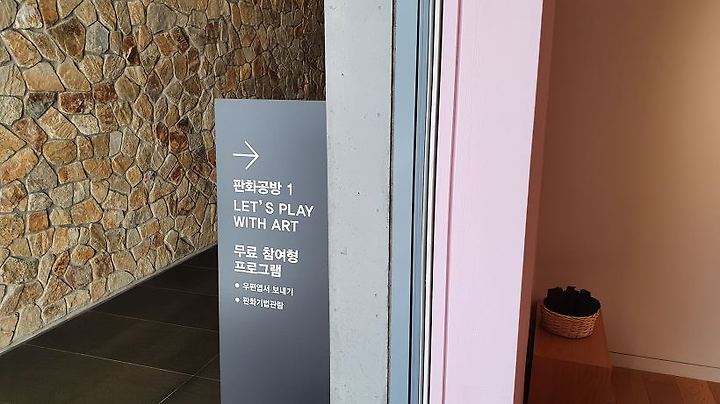 판화공방 1
LET'S PLAY
WITH ART
무료 참여형
프로그램
• 우편엽서 보내기
• 판화기법관람